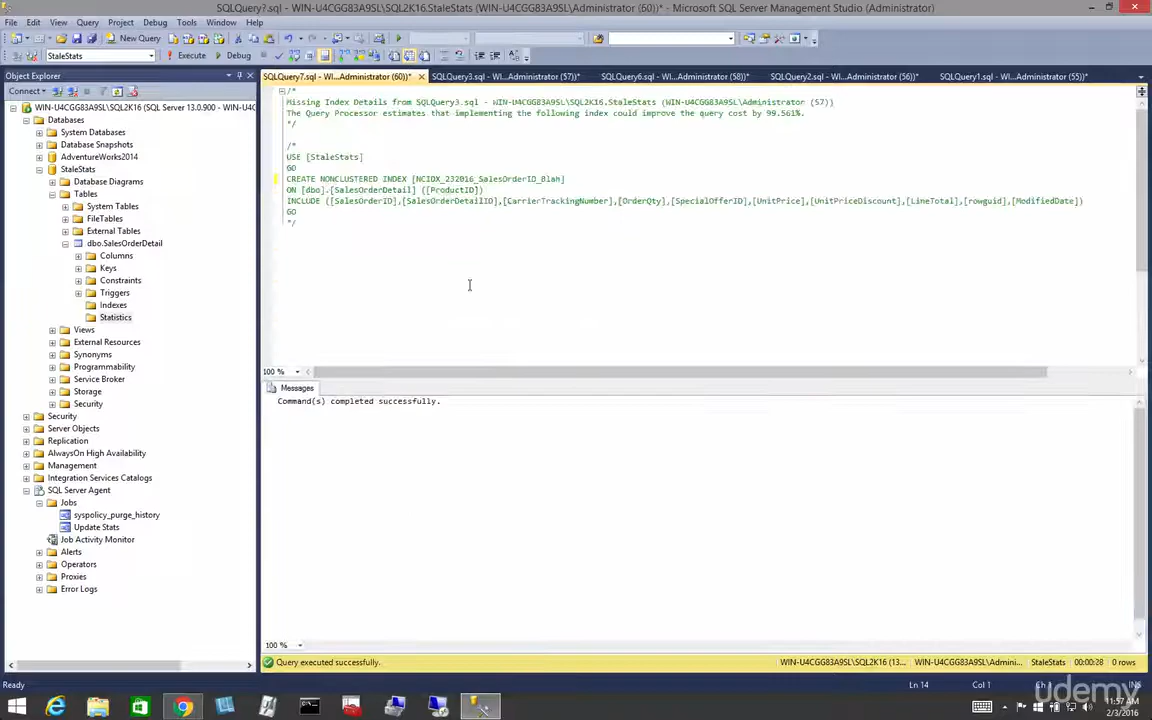 SQLQuery7.sql - WIN-U4CGG83A9SL\SQL2K16.StaleStats (WIN-U4CGG83A9SL\Administrator (60))* - Microsoft SQL Server Management Studio (Administrator)
File Edit View Query Project Debug Tools Window Help
New Query
StaleStats Execute Debug
Object Explorer
SQLQuery7.sql - WI...Administrator (60))* SQLQuery3.sql - WI...Administrator (57))* SQLQuery6.sql - WI...Administrator (58))* SQLQuery2.sql - WI...Administrator (56))* SQLQuery1.sql - WI...Administrator (55))*
Connect
WIN-U4CGG83A9SL\SQL2K16 (SQL Server 13.0.900 -
Databases
System Databases
Database Snapshots
AdventureWorks2014
StaleStats
Database Diagrams
Tables
System Tables
FileTables
External Tables
dbo.SalesOrderDetail
Columns
Keys
Constraints
Triggers
Indexes
Statistics
Views
External Resources
Synonyms
Programmability
Service Broker
Storage
Security
Security
Server Objects
Replication
AlwaysOn High Availability
Management
Integration Services Catalogs
SQL Server Agent
Jobs
syspolicy_purge_history
Update Stats
Job Activity Monitor
Alerts
Operators
Proxies
Error Logs
/*
Missing Index Details from SQLQuery3.sql - WIN-U4CGG83A9SL\SQL2K16.StaleStats (WIN-U4CGG83A9SL\Administrator (57))
The Query Processor estimates that implementing the following index could improve the query cost by 99.561%.
*/
/*
USE [StaleStats]
GO
CREATE NONCLUSTERED INDEX [NCIDX_232016_SalesOrderID_Blah]
ON [dbo].[SalesOrderDetail] ([ProductID])
INCLUDE ([SalesOrderID],[SalesOrderDetailID],[CarrierTrackingNumber],[OrderQty],[SpecialOfferID],[UnitPrice],[UnitPriceDiscount],[LineTotal],[rowguid],[ModifiedDate])
GO
*/
100 %
Messages
Command(s) completed successfully.
100 %
Query executed successfully. WIN-U4CGG83A9SL\SQL2K16 (13... WIN-U4CGG83A9SL\Admini... StaleStats 00:00:28 0 rows
Ready Ln 14 Col 1 INS
udemy
11:57 AM
2/3/2016